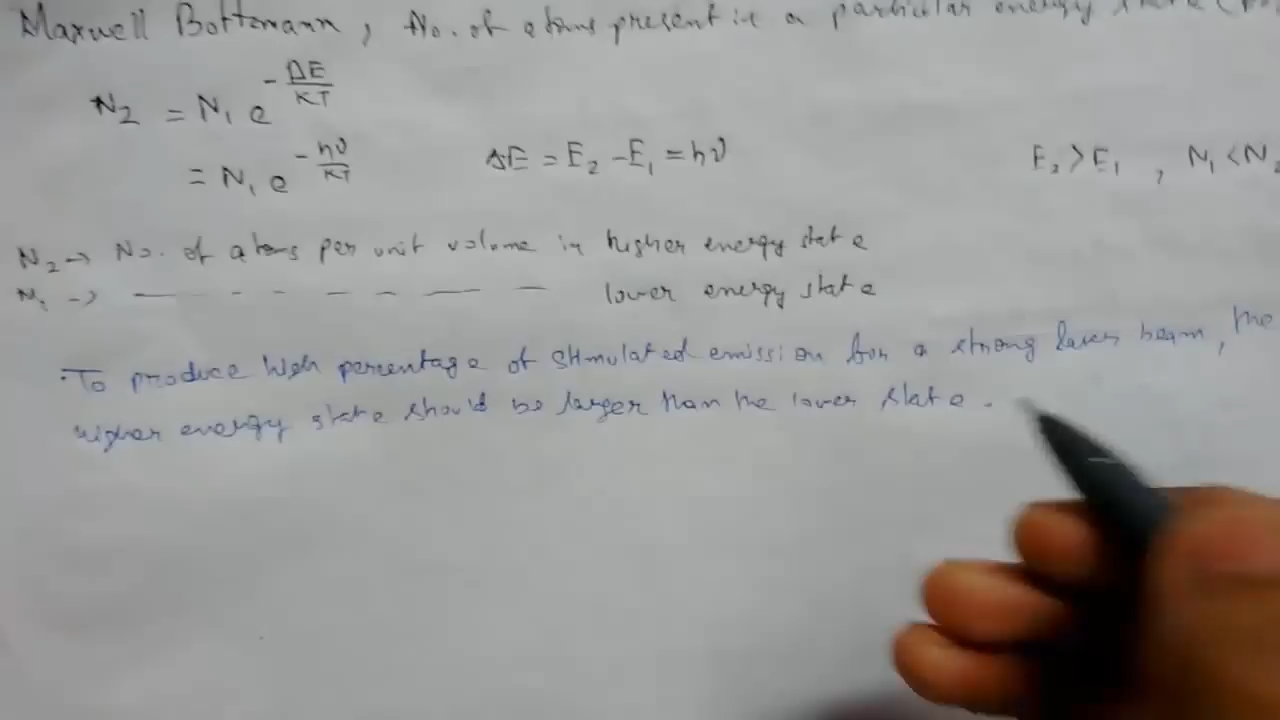 Maxwell Boltzmann, No. of atoms present in a particular energy state
N2 = N1 e^-ΔE/KT
= N1 e^-hν/KT ΔE = E2 - E1 = hν E2 > E1 , N1 < N2
N2 → No. of atoms per unit volume in higher energy state
N1 → — - - - - — - lower energy state
To produce high percentage of stimulated emission for a strong laser beam, the
higher energy state should be larger than the lower state.